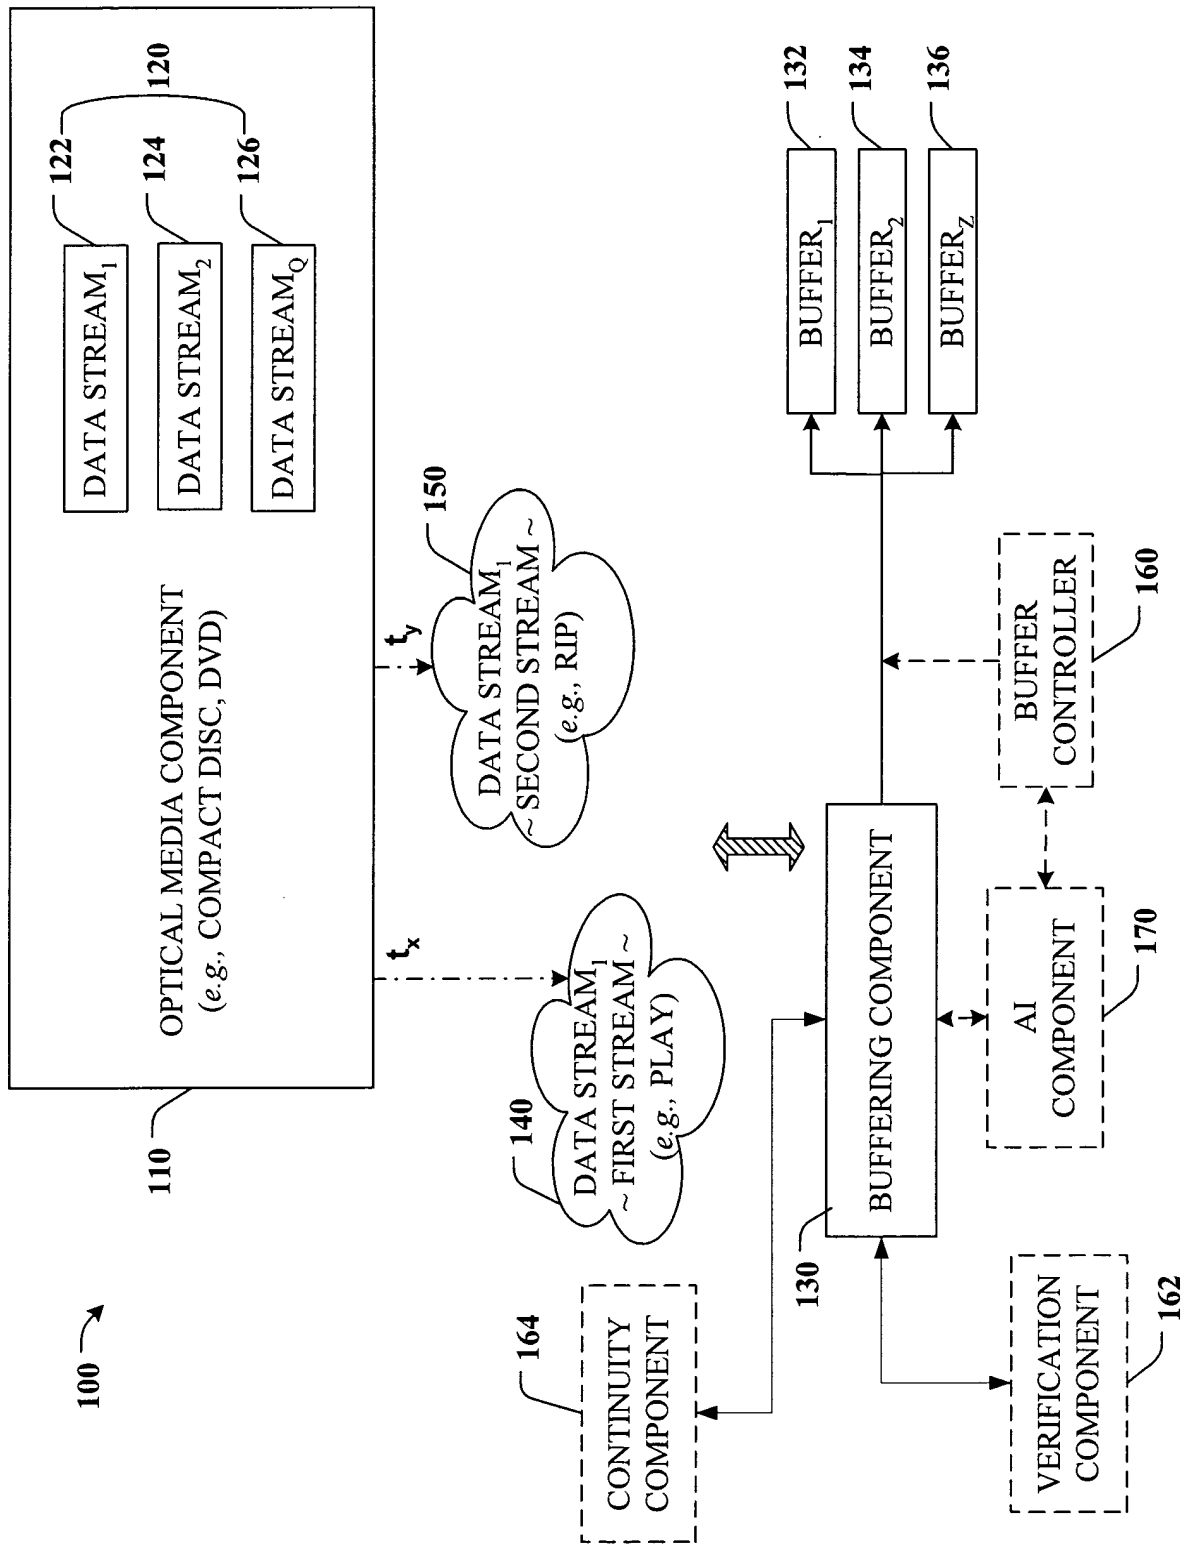 100
110
OPTICAL MEDIA COMPONENT
(e.g., COMPACT DISC, DVD)
120
122
124
126
DATA STREAM1
DATA STREAM2
DATA STREAMQ
tx
ty
140
DATA STREAM1
~ FIRST STREAM ~
(e.g., PLAY)
150
DATA STREAM1
~ SECOND STREAM ~
(e.g., RIP)
164
CONTINUITY
COMPONENT
130
BUFFERING COMPONENT
BUFFER1
BUFFER2
BUFFERZ
132
134
136
VERIFICATION
COMPONENT
162
AI
COMPONENT
170
BUFFER
CONTROLLER
160